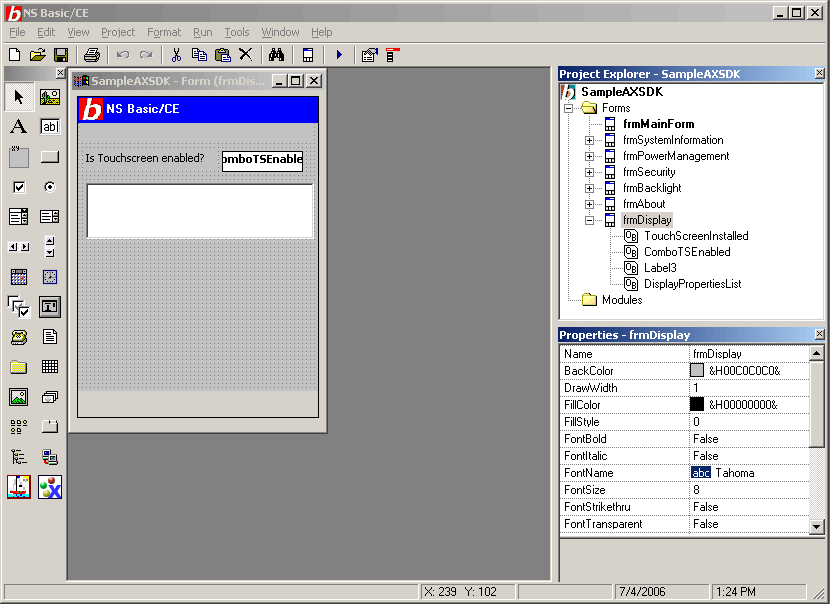 b NS Basic/CE
File Edit View Project Format Run Tools Window Help
SampleAXSDK - Form (frmDis...
b NS Basic/CE
Is Touchscreen enabled? omboTSEnable
A ab|
xy
Project Explorer - SampleAXSDK
SampleAXSDK
Forms
frmMainForm
frmSystemInformation
frmPowerManagement
frmSecurity
frmBacklight
frmAbout
frmDisplay
TouchScreenInstalled
ComboTSEnabled
Label3
DisplayPropertiesList
Modules
Properties - frmDisplay
Name frmDisplay
BackColor &H00C0C0C0&
DrawWidth 1
FillColor &H00000000&
FillStyle 0
FontBold False
FontItalic False
FontName abc Tahoma
FontSize 8
FontStrikethru False
FontTransparent False
X: 239 Y: 102 7/4/2006 1:24 PM